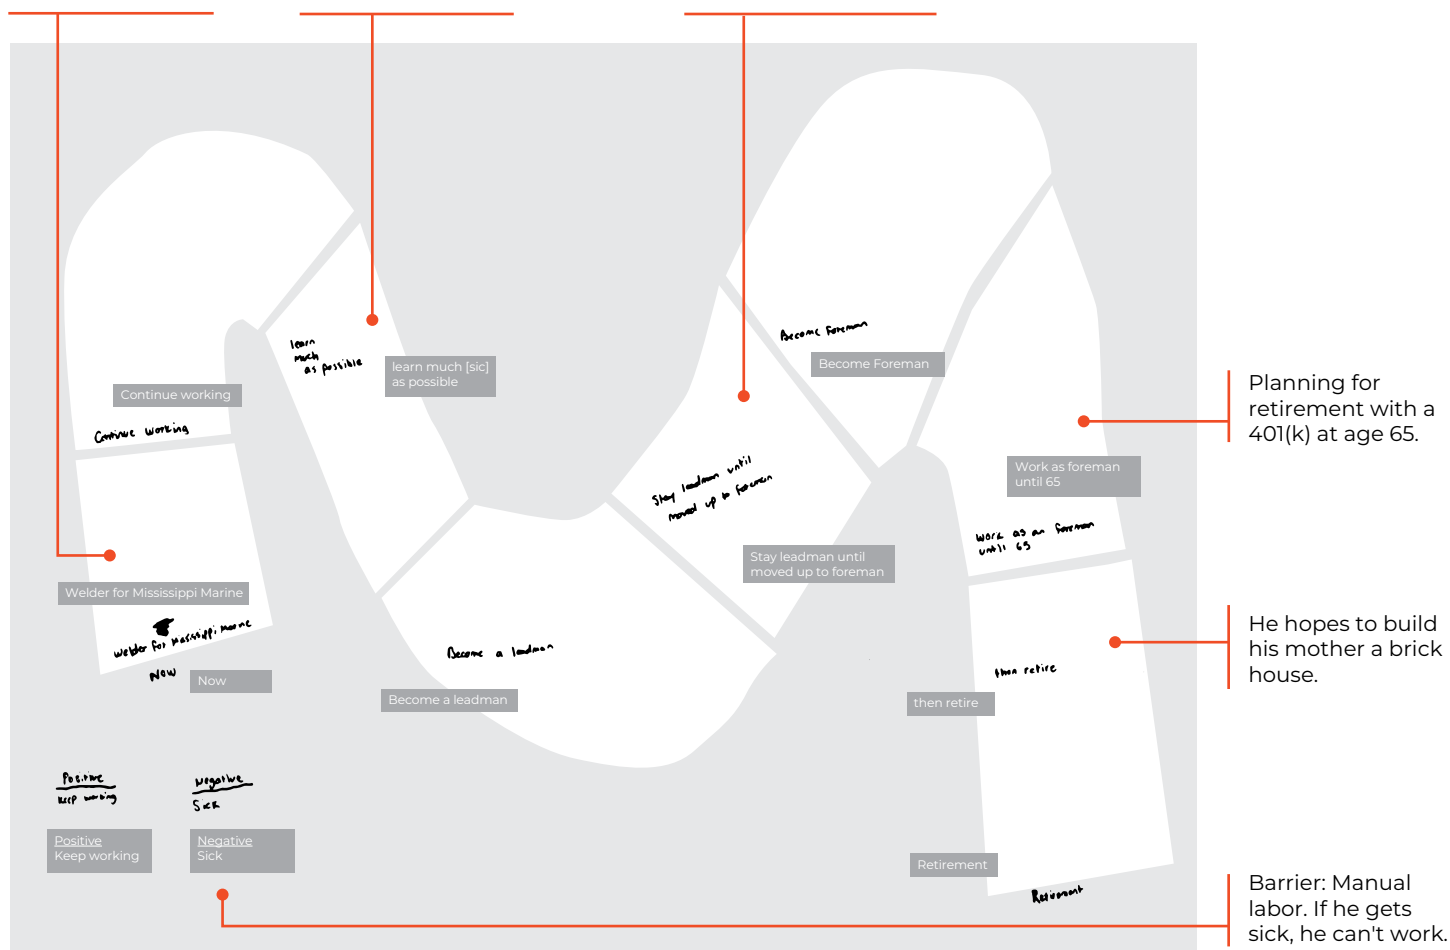 Become Foreman
Become Foreman
learn
much
as possible
learn much [sic]
as possible
Continue working
Continue Working
Planning for
retirement with a
401(k) at age 65.
Stay leadman until
moved up to foreman
Work as foreman
until 65
Work as an foreman
until 65
Stay leadman until
moved up to foreman
Welder for Mississippi Marine
Welder for Mississippi Marine
NOW
Now
Become a leadman
Become a leadman
He hopes to build
his mother a brick
house.
then retire
then retire
Positive
Keep working
Negative
Sick
Positive
Keep working
Negative
Sick
Retirement
Retirement
Barrier: Manual
labor. If he gets
sick, he can't work.